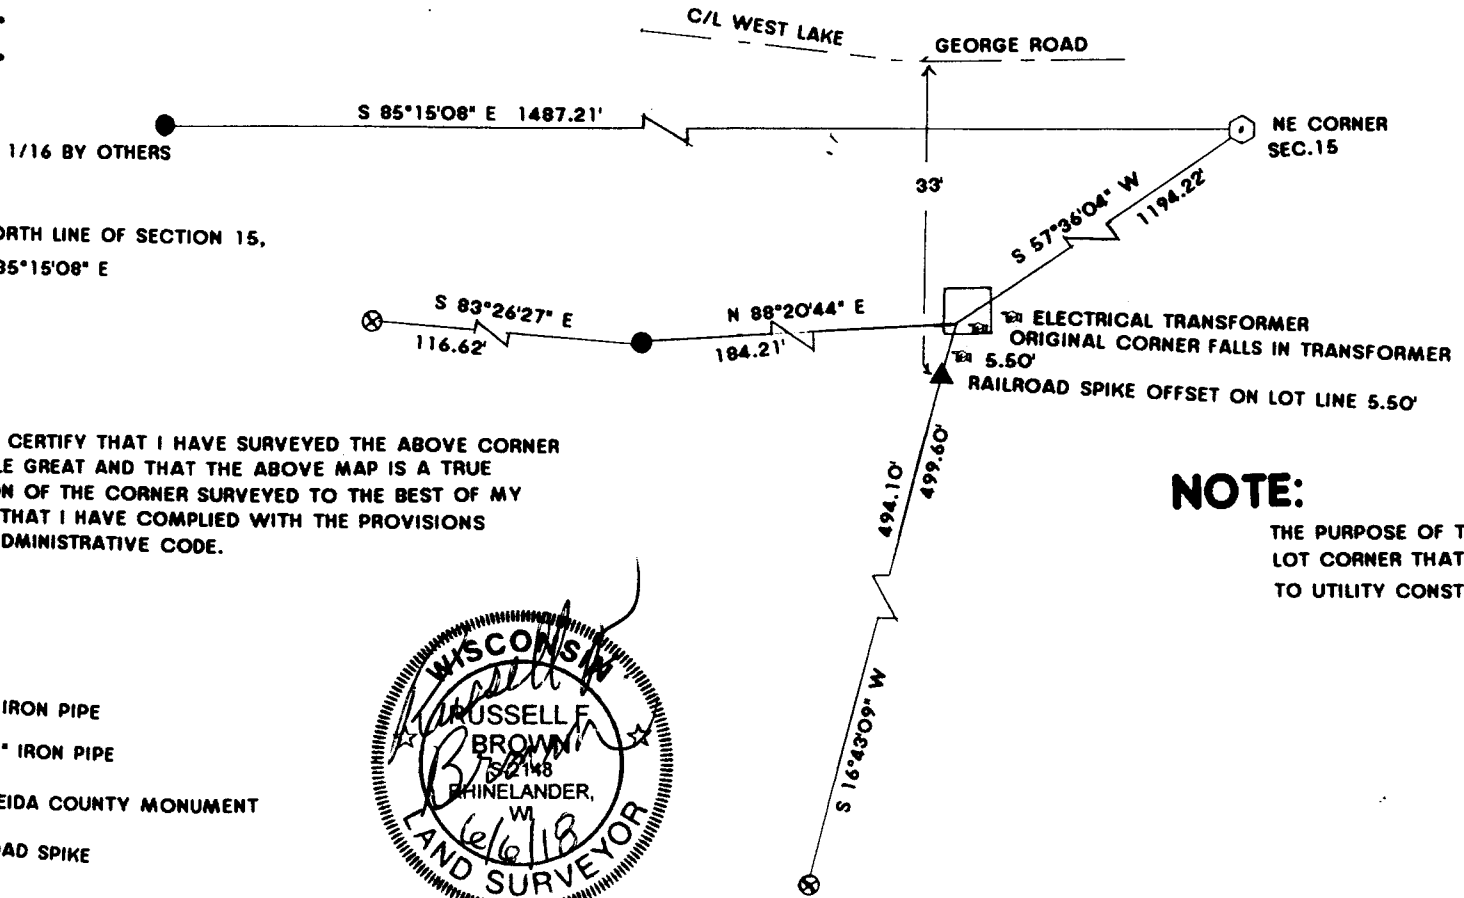 C/L WEST LAKE
GEORGE ROAD
S 85°15'08" E 1487.21'
NE CORNER
SEC.15
1/16 BY OTHERS
33'
S 57°36'04" W
1194.22'
ORTH LINE OF SECTION 15,
85°15'08" E
S 83°26'27" E
116.62'
N 88°20'44" E
184.21'
ELECTRICAL TRANSFORMER
ORIGINAL CORNER FALLS IN TRANSFORMER
5.50'
RAILROAD SPIKE OFFSET ON LOT LINE 5.50'
494.10'
499.60'
S 16°43'09" W
CERTIFY THAT I HAVE SURVEYED THE ABOVE CORNER
LE GREAT AND THAT THE ABOVE MAP IS A TRUE
ON OF THE CORNER SURVEYED TO THE BEST OF MY
THAT I HAVE COMPLIED WITH THE PROVISIONS
DMINISTRATIVE CODE.
NOTE:
THE PURPOSE OF T
LOT CORNER THAT
TO UTILITY CONST
IRON PIPE
" IRON PIPE
EIDA COUNTY MONUMENT
OAD SPIKE
WISCONSIN
RUSSELL F.
BROWN
S-2148
RHINELANDER,
WI
LAND SURVEYOR
Russell F. Brown
6/6/18